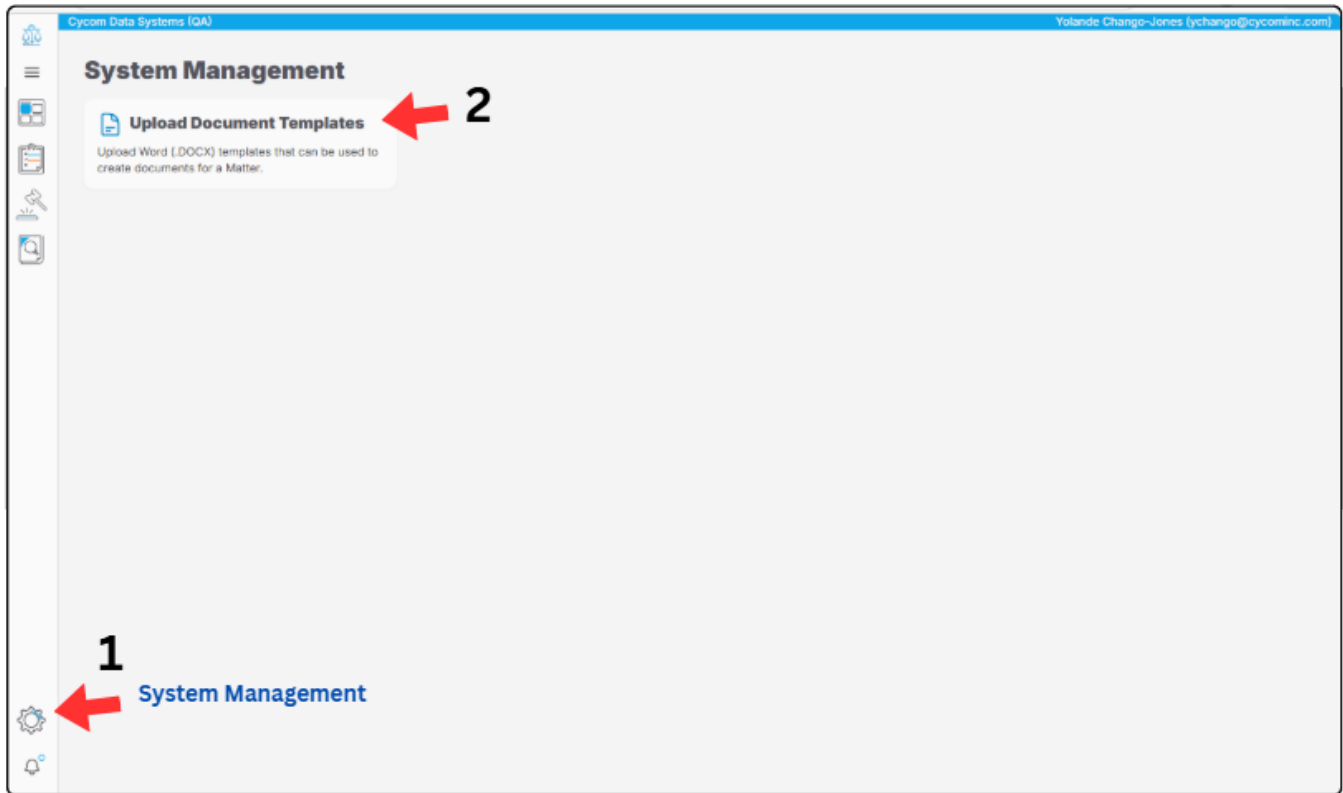 Cycom Data Systems (QA)
Yolande Chango-Jones (ychango@cycominc.com)
System Management
Upload Document Templates
2
Upload Word (.DOCX) templates that can be used to
create documents for a Matter.
1
System Management